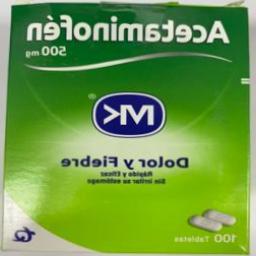 Acetaminofén
500 mg
MK
Dolor y Fiebre
Rápido y Eficaz
Sin irritar su estómago
100 Tabletas